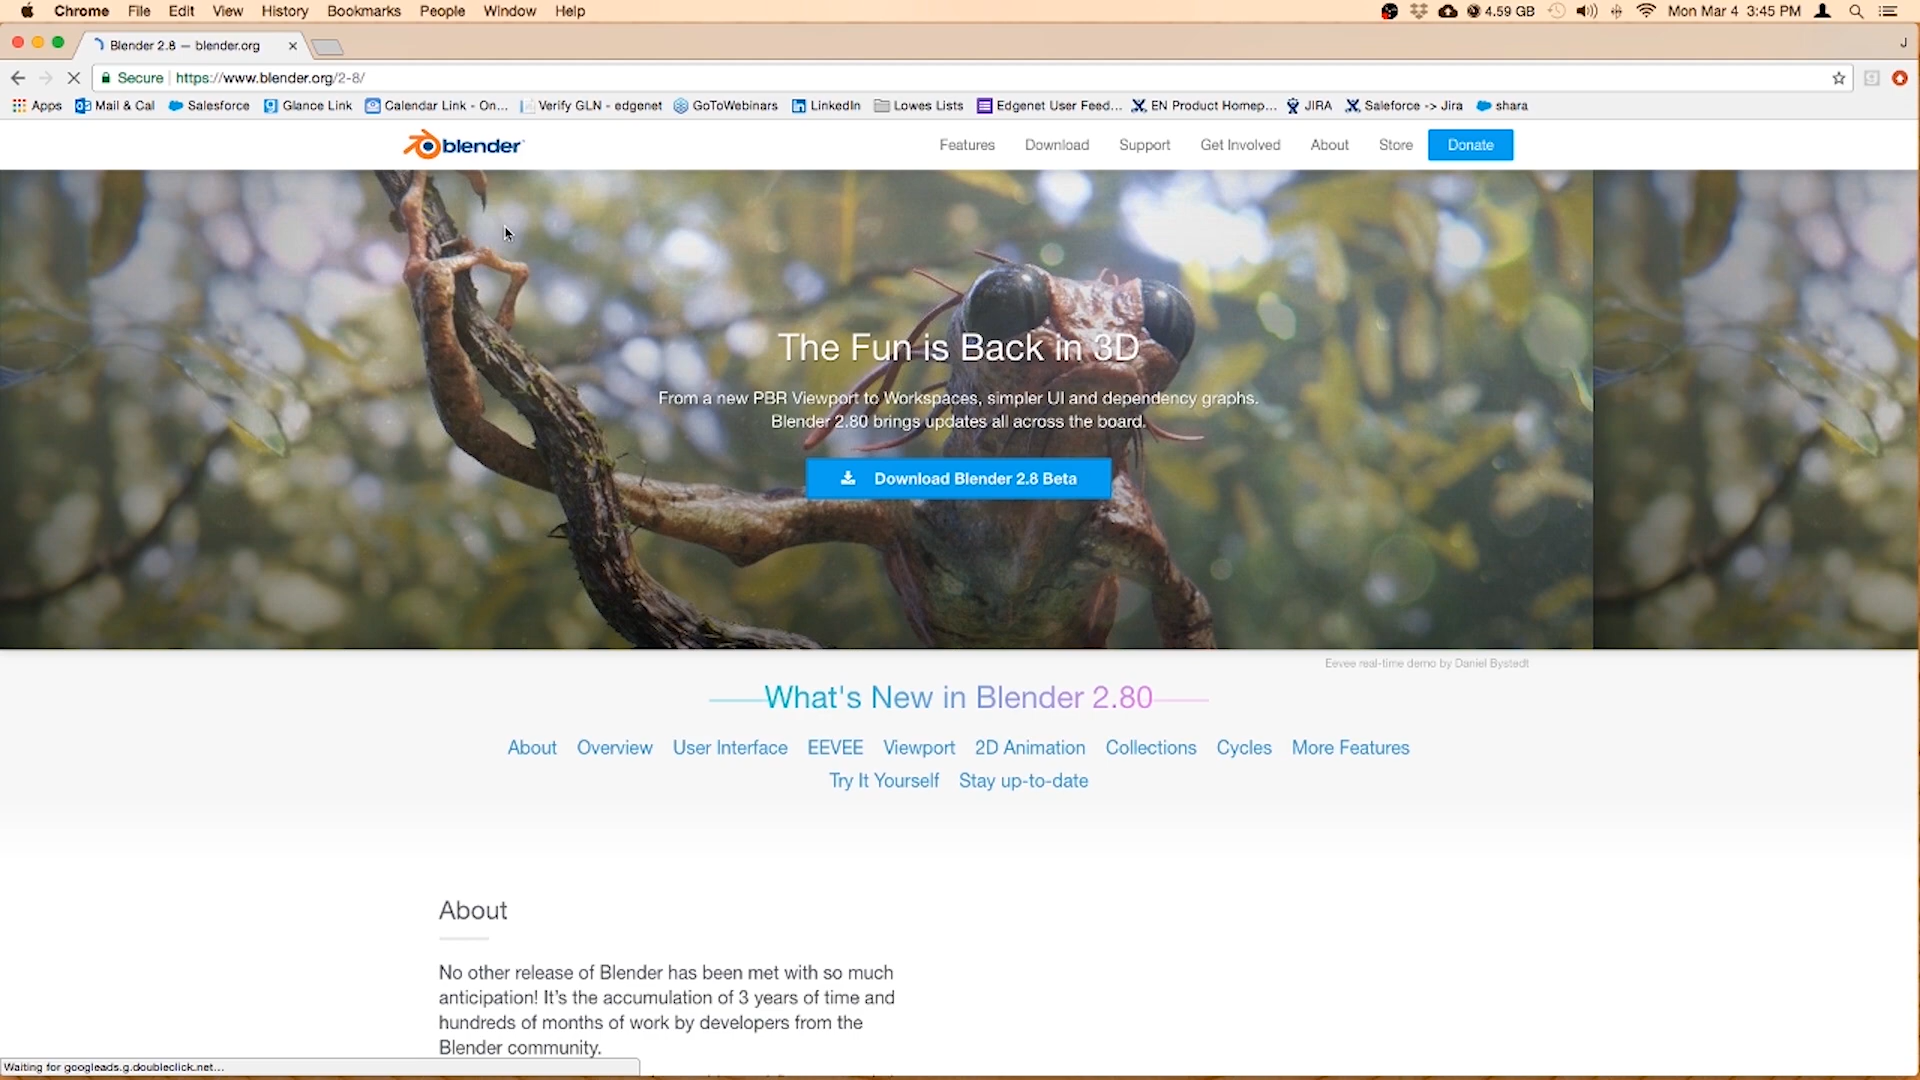 Chrome File Edit View History Bookmarks People Window Help 4.59 GB Mon Mar 4 3:45 PM
Blender 2.8 — blender.org J
Secure https://www.blender.org/2-8/
Apps Mail & Cal Salesforce Glance Link Calendar Link - On... Verify GLN - edgenet GoToWebinars LinkedIn Lowes Lists Edgenet User Feed... EN Product Homep... JIRA Saleforce -> Jira shara
blender Features Download Support Get Involved About Store Donate
The Fun is Back in 3D
From a new PBR Viewport to Workspaces, simpler UI and dependency graphs.
Blender 2.80 brings updates all across the board.
Download Blender 2.8 Beta
Eevee real-time demo by Daniel Bystedt
What's New in Blender 2.80
About Overview User Interface EEVEE Viewport 2D Animation Collections Cycles More Features
Try It Yourself Stay up-to-date
About
No other release of Blender has been met with so much
anticipation! It's the accumulation of 3 years of time and
hundreds of months of work by developers from the
Blender community.
Waiting for googleads.g.doubleclick.net...